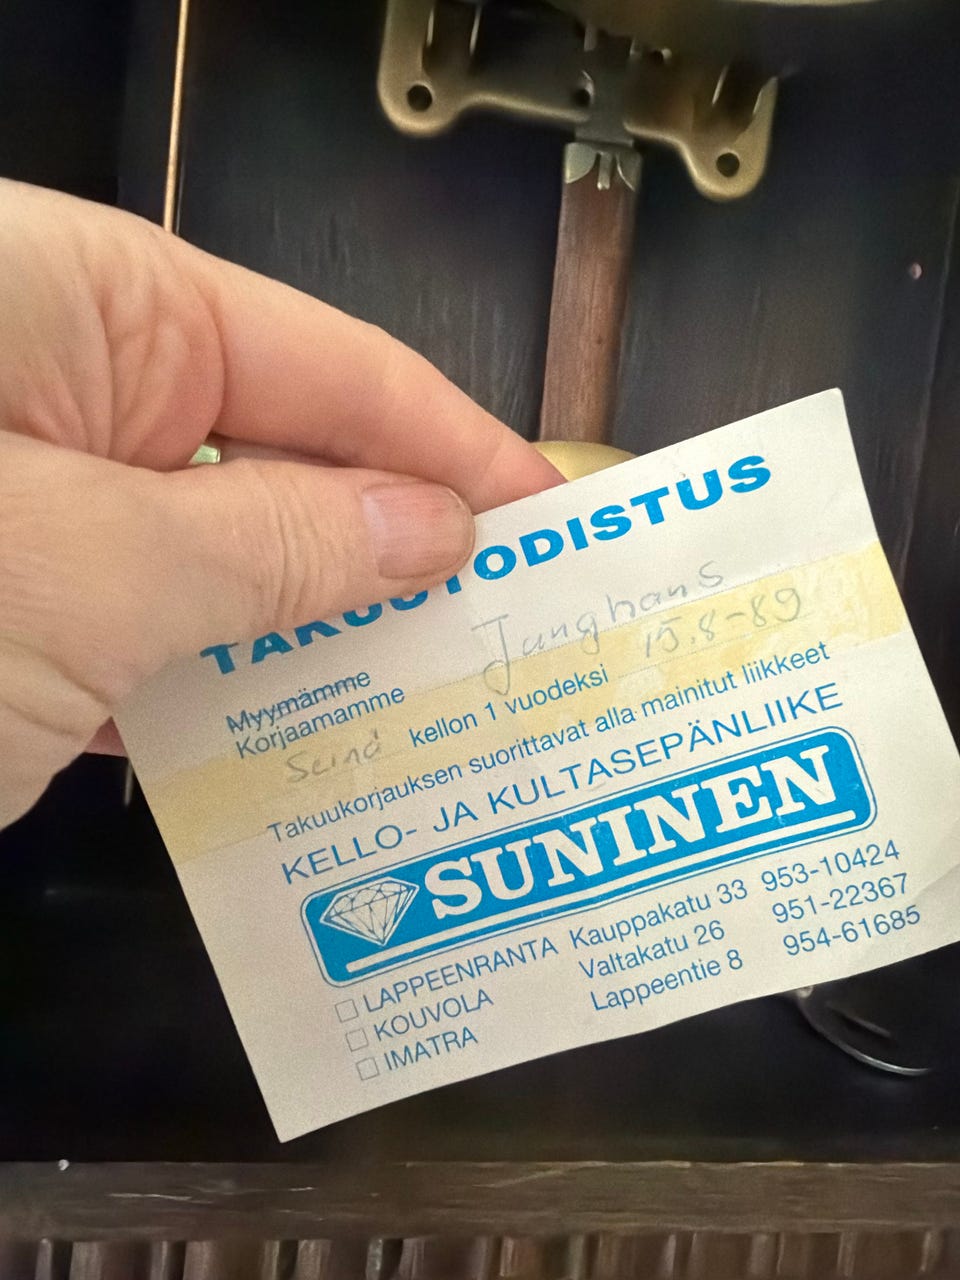 TAKUUTODISTUS
Myymämme
Korjaamamme Junghans
Seinä kellon 1 vuodeksi 15.8-89
Takuukorjauksen suorittavat alla mainitut liikkeet
KELLO- JA KULTASEPÄNLIIKE
SUNINEN
LAPPEENRANTA Kauppakatu 33 953-10424
KOUVOLA Valtakatu 26 951-22367
IMATRA Lappeentie 8 954-61685